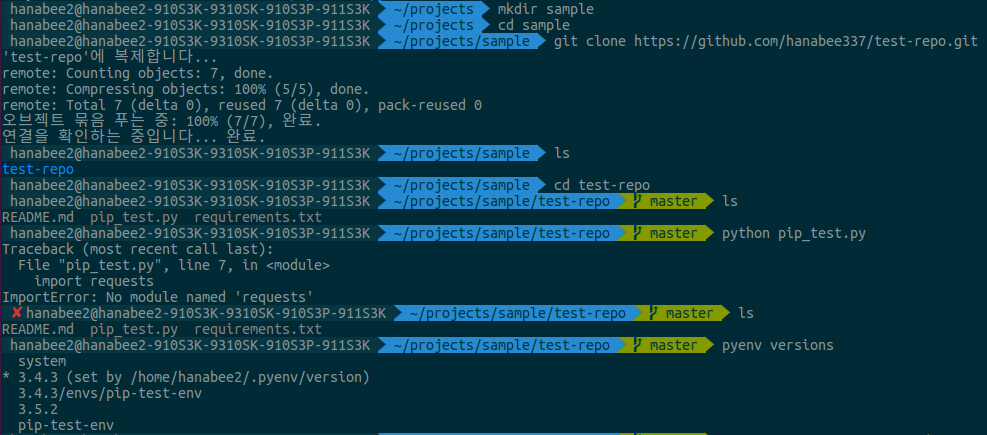 hanabee2@hanabee2-910S3K-9310SK-910S3P-911S3K ~/projects mkdir sample
hanabee2@hanabee2-910S3K-9310SK-910S3P-911S3K ~/projects cd sample
hanabee2@hanabee2-910S3K-9310SK-910S3P-911S3K ~/projects/sample git clone https://github.com/hanabee337/test-repo.git
'test-repo'에 복제합니다...
remote: Counting objects: 7, done.
remote: Compressing objects: 100% (5/5), done.
remote: Total 7 (delta 0), reused 7 (delta 0), pack-reused 0
오브젝트 묶음 푸는 중: 100% (7/7), 완료.
연결을 확인하는 중입니다... 완료.
hanabee2@hanabee2-910S3K-9310SK-910S3P-911S3K ~/projects/sample ls
test-repo
hanabee2@hanabee2-910S3K-9310SK-910S3P-911S3K ~/projects/sample cd test-repo
hanabee2@hanabee2-910S3K-9310SK-910S3P-911S3K ~/projects/sample/test-repo master ls
README.md  pip_test.py  requirements.txt
hanabee2@hanabee2-910S3K-9310SK-910S3P-911S3K ~/projects/sample/test-repo master python pip_test.py
Traceback (most recent call last):
  File "pip_test.py", line 7, in <module>
    import requests
ImportError: No module named 'requests'
✘ hanabee2@hanabee2-910S3K-9310SK-910S3P-911S3K ~/projects/sample/test-repo master ls
README.md  pip_test.py  requirements.txt
hanabee2@hanabee2-910S3K-9310SK-910S3P-911S3K ~/projects/sample/test-repo master pyenv versions
  system
* 3.4.3 (set by /home/hanabee2/.pyenv/version)
  3.4.3/envs/pip-test-env
  3.5.2
  pip-test-env